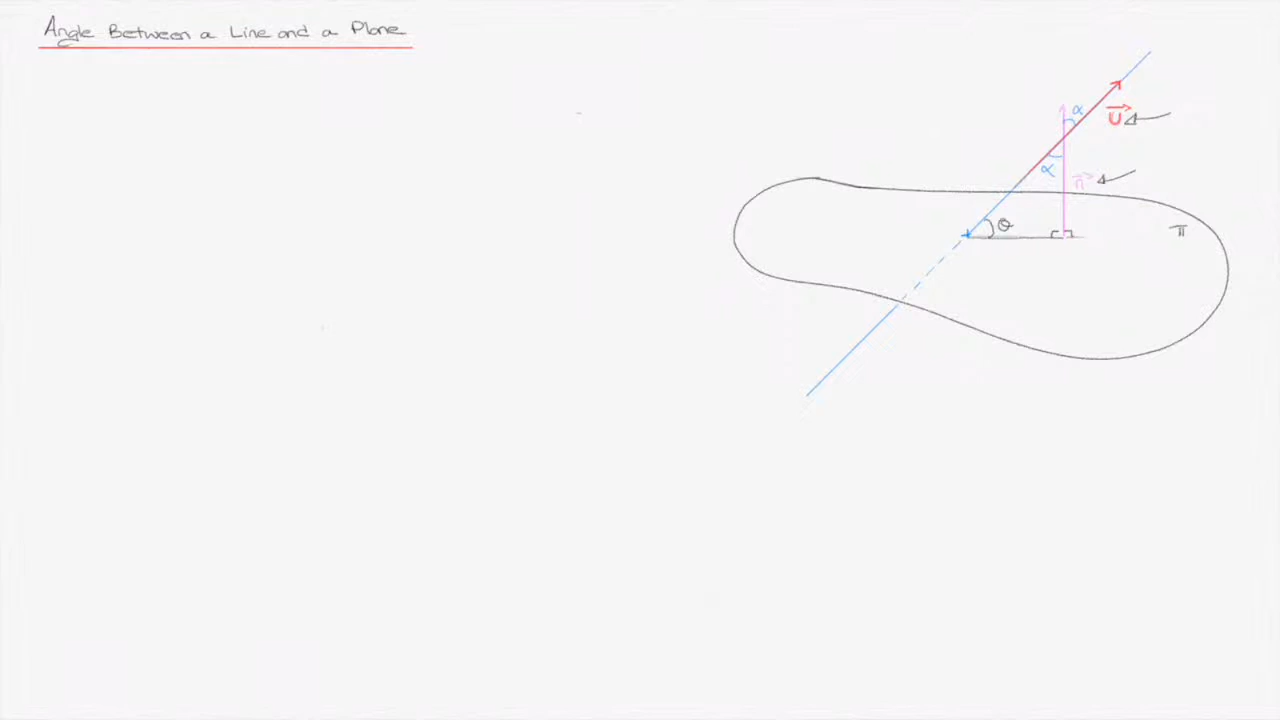 Angle Between a Line and a Plane
α
U
α
n
θ
π